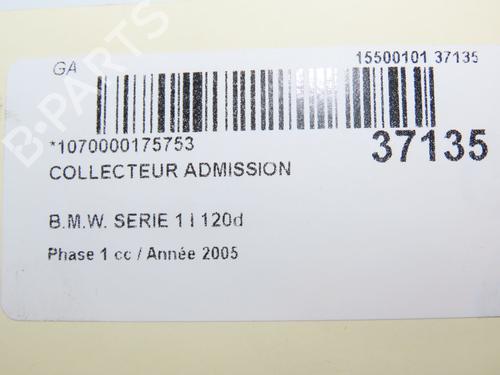 GA
15500101 37135
*1070000175753
37135
COLLECTEUR ADMISSION
B.M.W. SERIE 1 I 120d
Phase 1 cc / Année 2005
B-PARTS